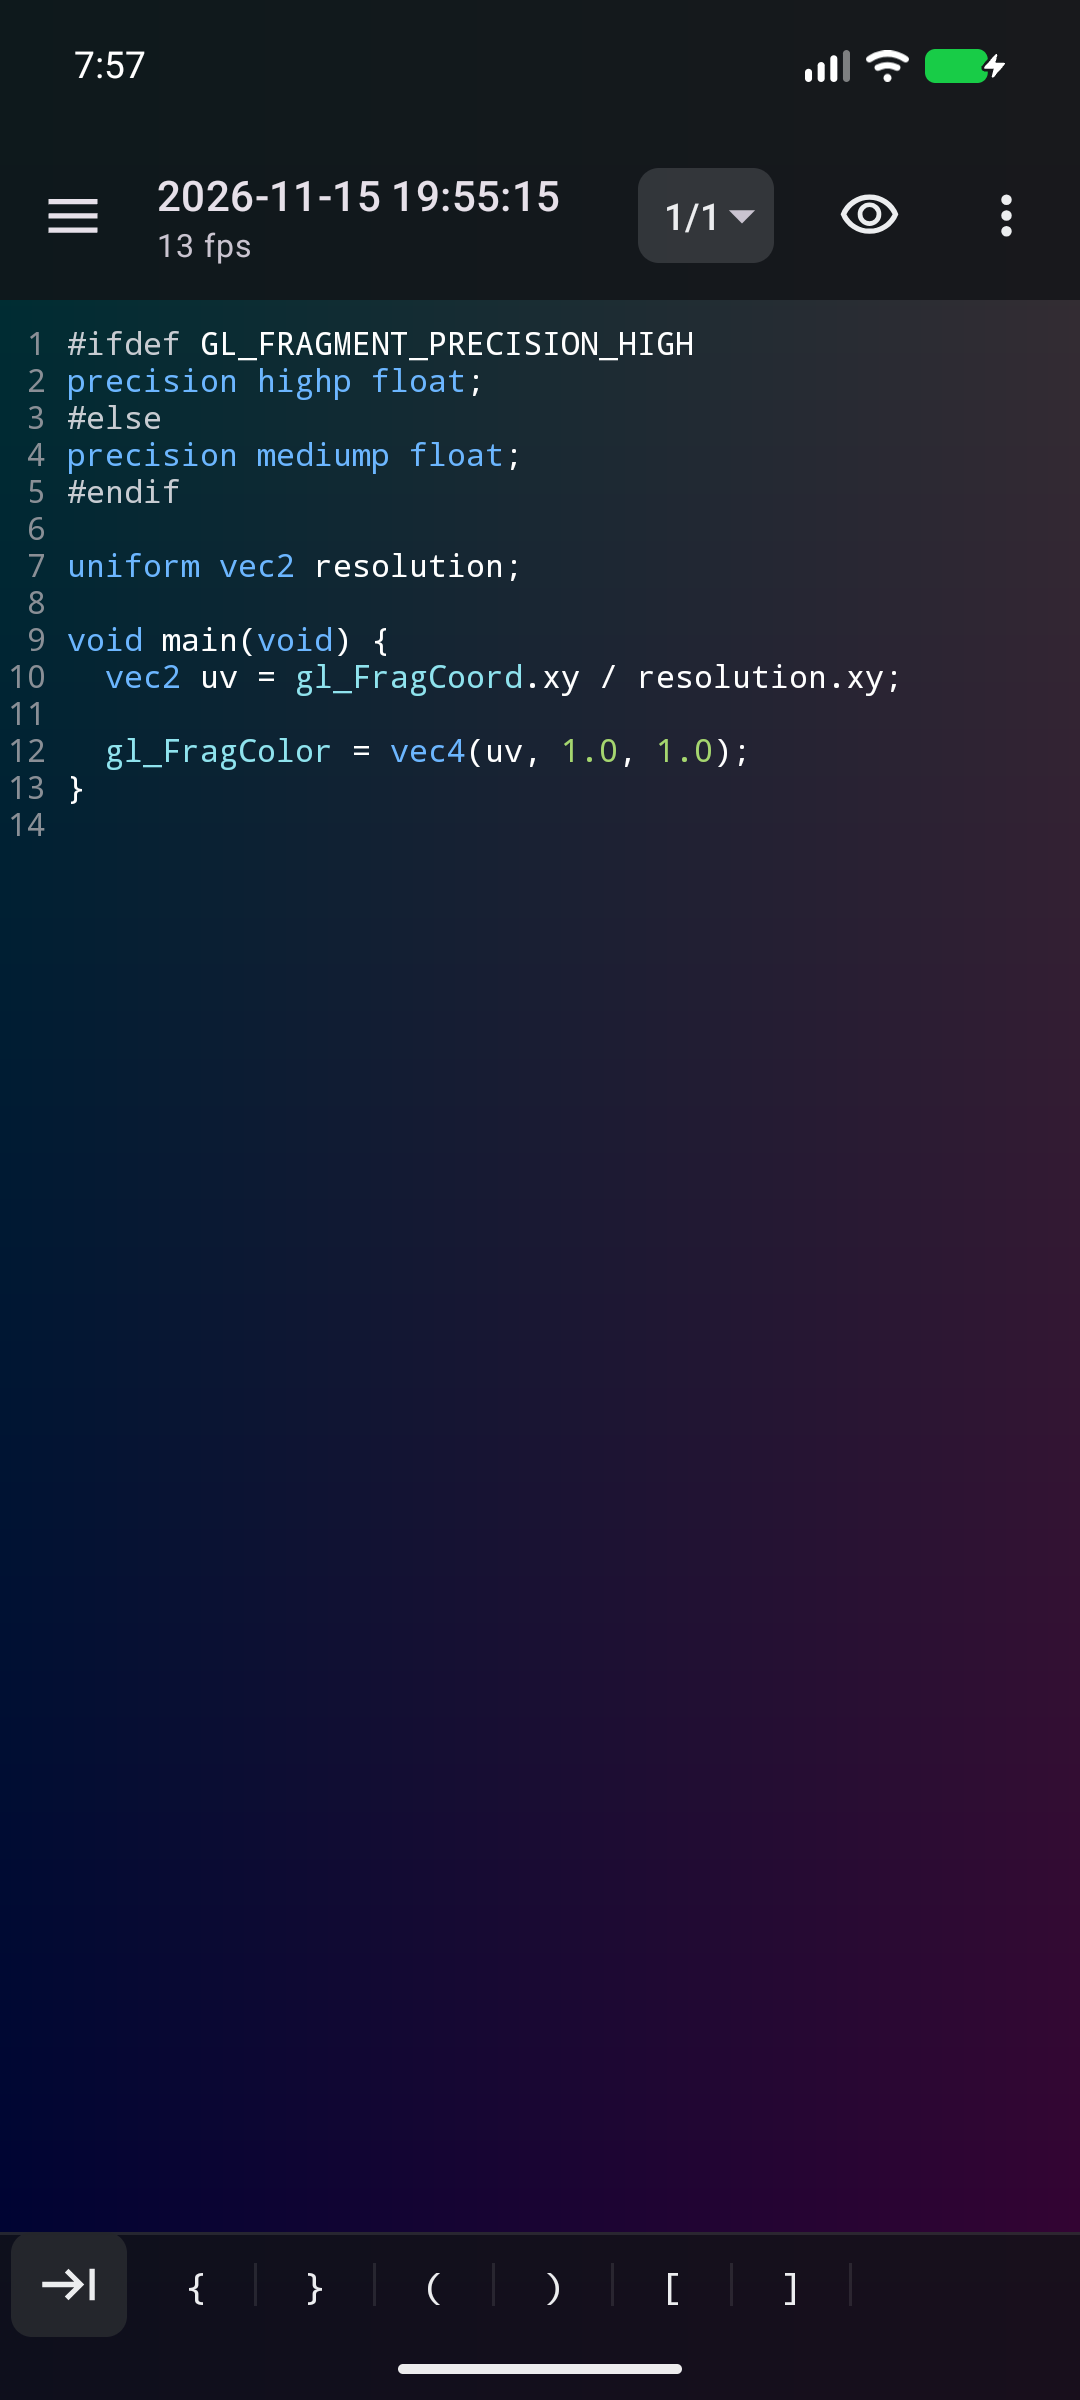 7:57
2026-11-15 19:55:15
13 fps
1/1
1 #ifdef GL_FRAGMENT_PRECISION_HIGH
2 precision highp float;
3 #else
4 precision mediump float;
5 #endif
6
7 uniform vec2 resolution;
8
9 void main(void) {
10   vec2 uv = gl_FragCoord.xy / resolution.xy;
11
12   gl_FragColor = vec4(uv, 1.0, 1.0);
13 }
14
{ } ( ) [ ]